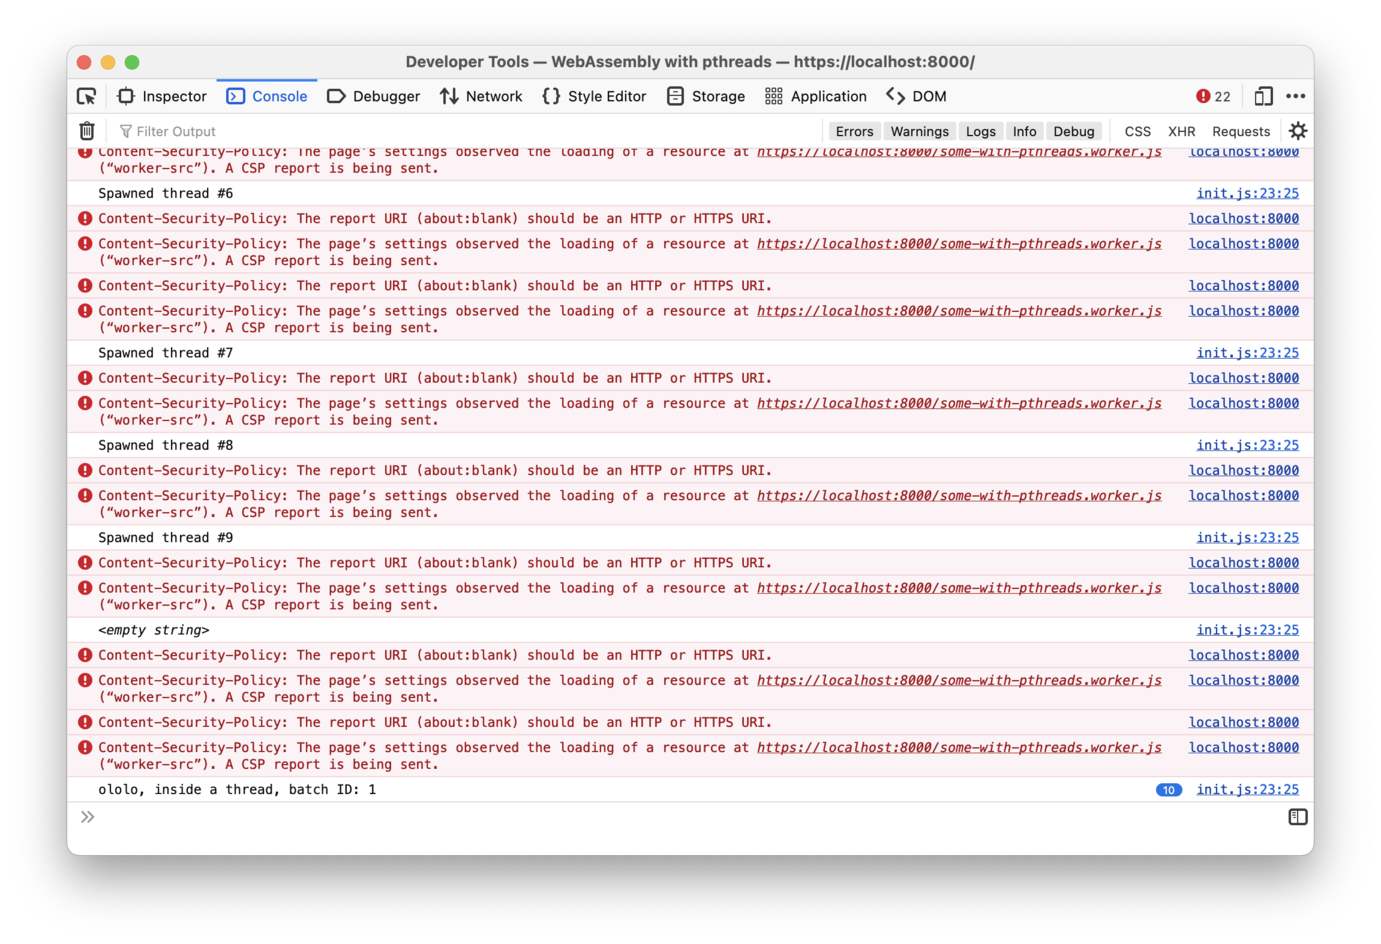 Developer Tools — WebAssembly with pthreads — https://localhost:8000/
Inspector Console Debugger Network Style Editor Storage Application DOM 22
Filter Output Errors Warnings Logs Info Debug CSS XHR Requests
Content-Security-Policy: The page’s settings observed the loading of a resource at https://localhost:8000/some-with-pthreads.worker.js localhost:8000
(“worker-src”). A CSP report is being sent.
Spawned thread #6 init.js:23:25
Content-Security-Policy: The report URI (about:blank) should be an HTTP or HTTPS URI. localhost:8000
Content-Security-Policy: The page’s settings observed the loading of a resource at https://localhost:8000/some-with-pthreads.worker.js localhost:8000
(“worker-src”). A CSP report is being sent.
Content-Security-Policy: The report URI (about:blank) should be an HTTP or HTTPS URI. localhost:8000
Content-Security-Policy: The page’s settings observed the loading of a resource at https://localhost:8000/some-with-pthreads.worker.js localhost:8000
(“worker-src”). A CSP report is being sent.
Spawned thread #7 init.js:23:25
Content-Security-Policy: The report URI (about:blank) should be an HTTP or HTTPS URI. localhost:8000
Content-Security-Policy: The page’s settings observed the loading of a resource at https://localhost:8000/some-with-pthreads.worker.js localhost:8000
(“worker-src”). A CSP report is being sent.
Spawned thread #8 init.js:23:25
Content-Security-Policy: The report URI (about:blank) should be an HTTP or HTTPS URI. localhost:8000
Content-Security-Policy: The page’s settings observed the loading of a resource at https://localhost:8000/some-with-pthreads.worker.js localhost:8000
(“worker-src”). A CSP report is being sent.
Spawned thread #9 init.js:23:25
Content-Security-Policy: The report URI (about:blank) should be an HTTP or HTTPS URI. localhost:8000
Content-Security-Policy: The page’s settings observed the loading of a resource at https://localhost:8000/some-with-pthreads.worker.js localhost:8000
(“worker-src”). A CSP report is being sent.
<empty string> init.js:23:25
Content-Security-Policy: The report URI (about:blank) should be an HTTP or HTTPS URI. localhost:8000
Content-Security-Policy: The page’s settings observed the loading of a resource at https://localhost:8000/some-with-pthreads.worker.js localhost:8000
(“worker-src”). A CSP report is being sent.
Content-Security-Policy: The report URI (about:blank) should be an HTTP or HTTPS URI. localhost:8000
Content-Security-Policy: The page’s settings observed the loading of a resource at https://localhost:8000/some-with-pthreads.worker.js localhost:8000
(“worker-src”). A CSP report is being sent.
ololo, inside a thread, batch ID: 1 10 init.js:23:25